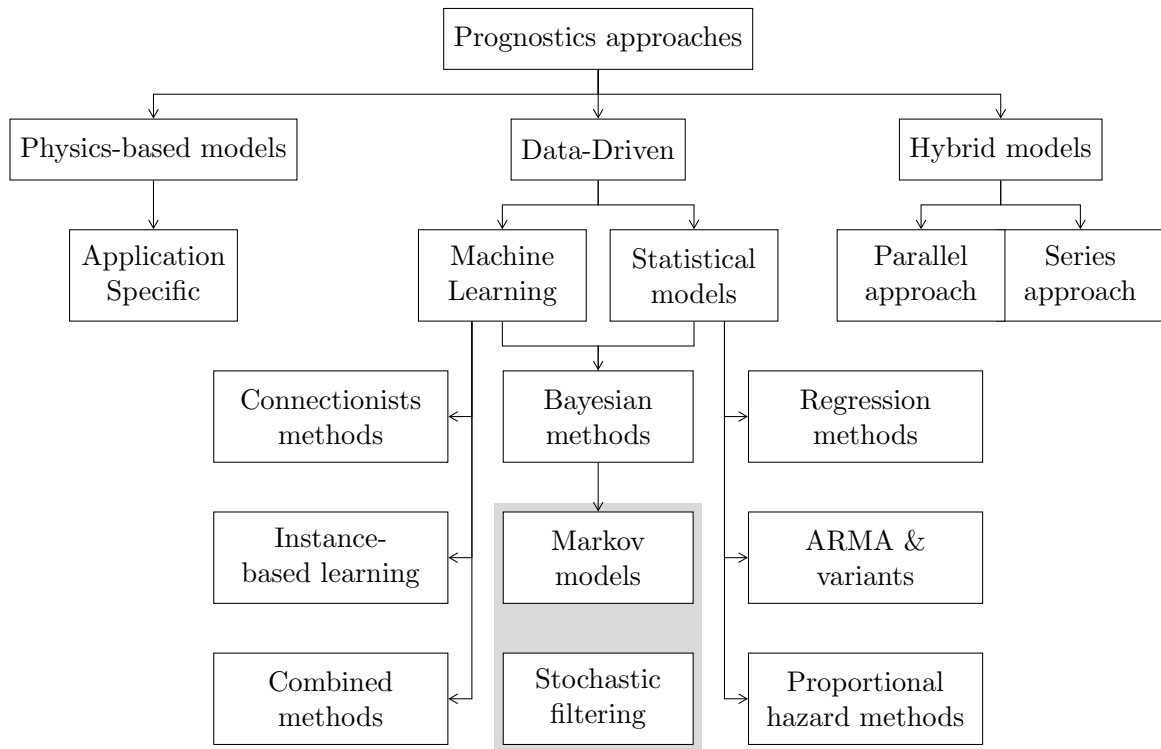 Prognostics approaches
Physics-based models
Data-Driven
Hybrid models
Application
Specific
Machine
Learning
Statistical
models
Parallel
approach
Series
approach
Connectionists
methods
Bayesian
methods
Regression
methods
Instance-
based learning
Markov
models
ARMA &
variants
Combined
methods
Stochastic
filtering
Proportional
hazard methods